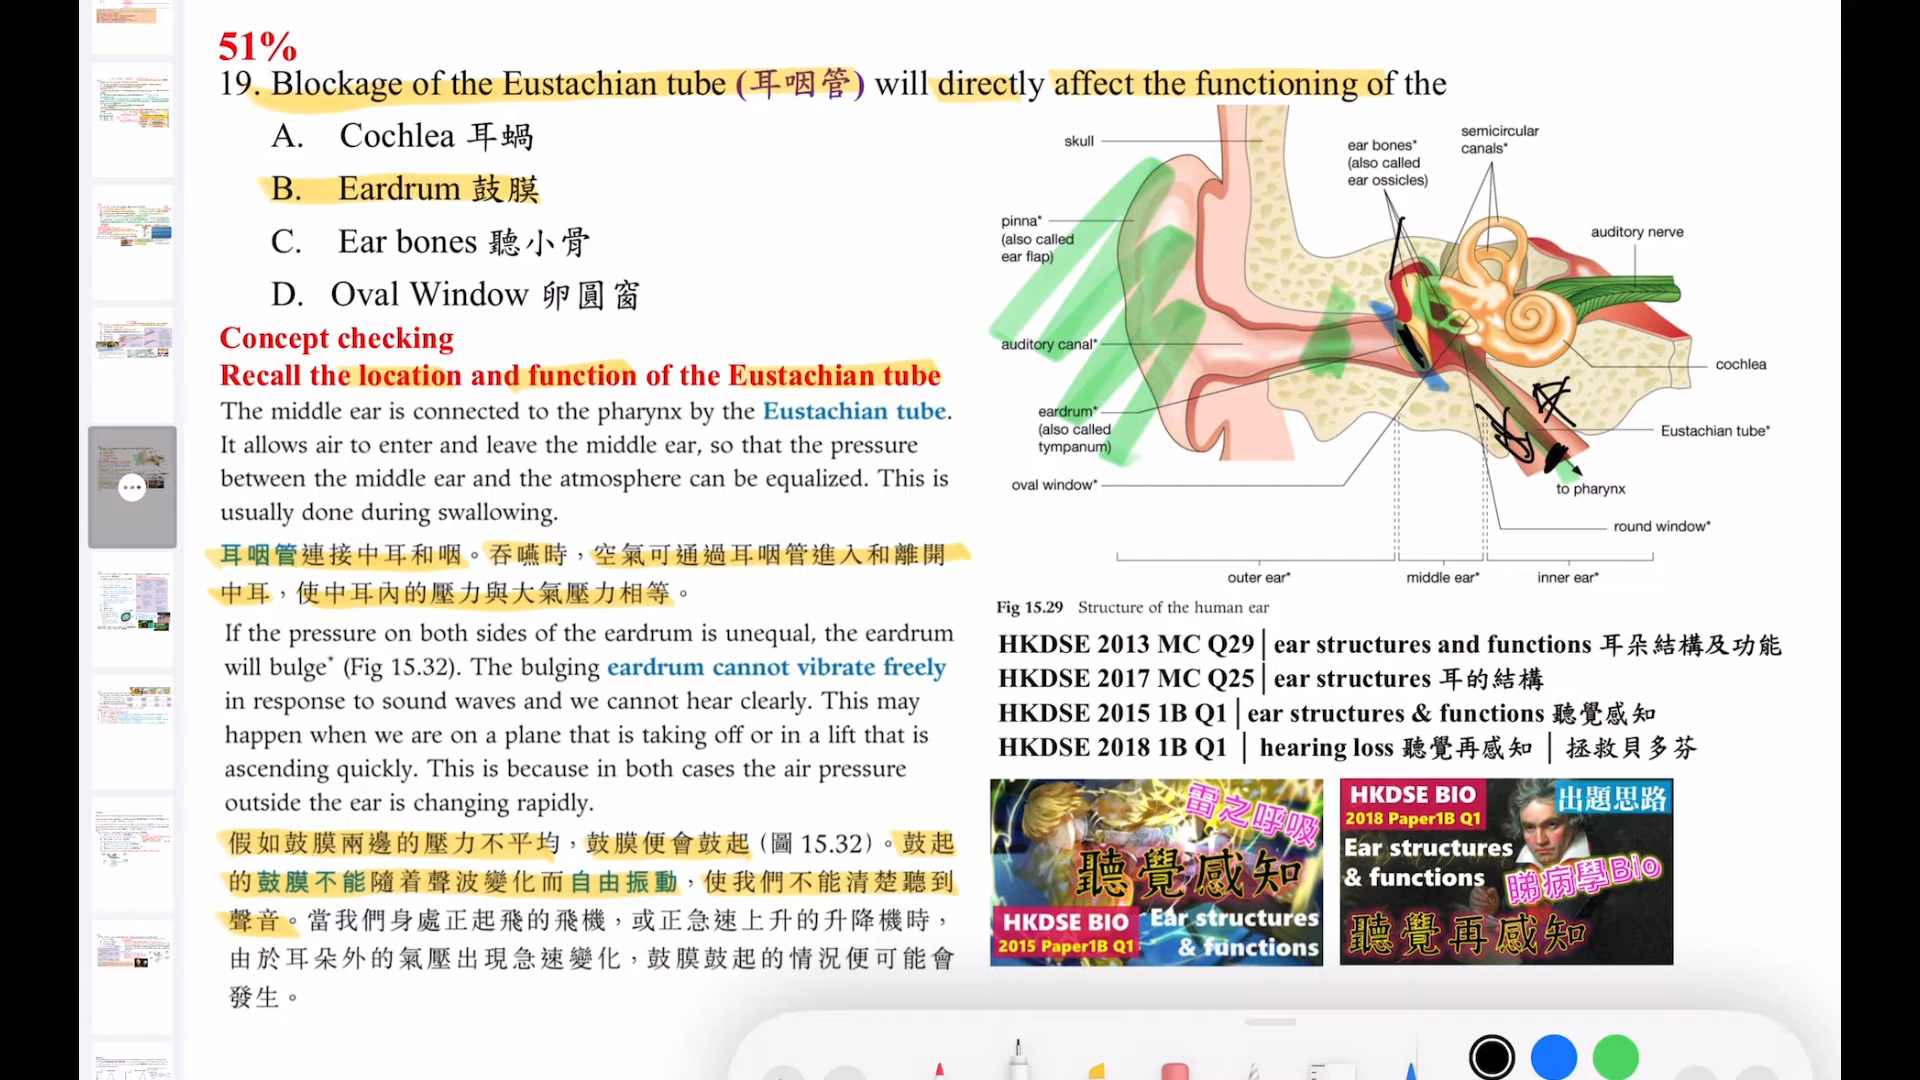 51%
19. Blockage of the Eustachian tube (耳咽管) will directly affect the functioning of the
A. Cochlea 耳蝸
B. Eardrum 鼓膜
C. Ear bones 聽小骨
D. Oval Window 卵圓窗
Concept checking
Recall the location and function of the Eustachian tube
The middle ear is connected to the pharynx by the Eustachian tube.
It allows air to enter and leave the middle ear, so that the pressure
between the middle ear and the atmosphere can be equalized. This is
usually done during swallowing.
耳咽管連接中耳和咽。吞嚥時，空氣可通過耳咽管進入和離開
中耳，使中耳內的壓力與大氣壓力相等。
If the pressure on both sides of the eardrum is unequal, the eardrum
will bulge* (Fig 15.32). The bulging eardrum cannot vibrate freely
in response to sound waves and we cannot hear clearly. This may
happen when we are on a plane that is taking off or in a lift that is
ascending quickly. This is because in both cases the air pressure
outside the ear is changing rapidly.
假如鼓膜兩邊的壓力不平均，鼓膜便會鼓起 (圖 15.32)。鼓起
的鼓膜不能隨着聲波變化而自由振動，使我們不能清楚聽到
聲音。當我們身處正起飛的飛機，或正急速上升的升降機時，
由於耳朵外的氣壓出現急速變化，鼓膜鼓起的情況便可能會
發生。
skull
ear bones*
(also called
ear ossicles)
semicircular
canals*
pinna*
(also called
ear flap)
auditory nerve
auditory canal*
cochlea
eardrum*
(also called
tympanum)
Eustachian tube*
oval window*
to pharynx
round window*
outer ear*
middle ear*
inner ear*
Fig 15.29 Structure of the human ear
HKDSE 2013 MC Q29│ear structures and functions 耳朵結構及功能
HKDSE 2017 MC Q25│ear structures 耳的結構
HKDSE 2015 1B Q1│ear structures & functions 聽覺感知
HKDSE 2018 1B Q1 │ hearing loss 聽覺再感知 │ 拯救貝多芬
雷之呼吸
聽覺感知
HKDSE BIO
2015 Paper1B Q1
Ear structures
& functions
HKDSE BIO
2018 Paper1B Q1
出題思路
Ear structures
& functions
睇病學Bio
聽覺再感知